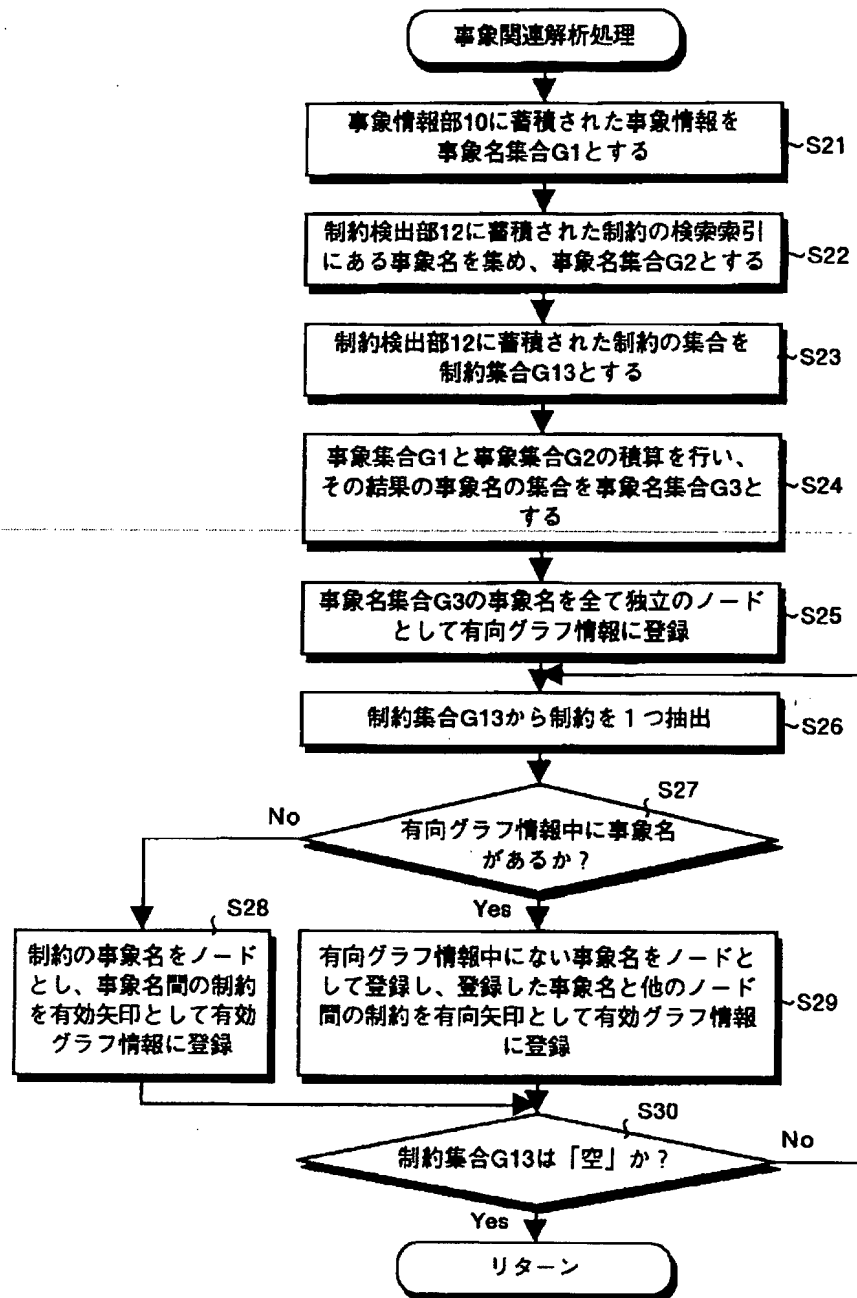 事象関連解析処理
事象情報部10に蓄積された事象情報を
事象名集合G1とする
~S21
制約検出部12に蓄積された制約の検索索引
にある事象名を集め、事象名集合G2とする
~S22
制約検出部12に蓄積された制約の集合を
制約集合G13とする
~S23
事象集合G1と事象集合G2の積算を行い、
その結果の事象名の集合を事象名集合G3と
する
~S24
事象名集合G3の事象名を全て独立のノード
として有向グラフ情報に登録
~S25
制約集合G13から制約を1つ抽出
~S26
S27
有向グラフ情報中に事象名
があるか?
No
Yes
S28
制約の事象名をノード
とし、事象名間の制約
を有効矢印として有効
グラフ情報に登録
有向グラフ情報中にない事象名をノードと
して登録し、登録した事象名と他のノード
間の制約を有向矢印として有効グラフ情報
に登録
~S29
S30
制約集合G13は「空」か?
No
Yes
リターン